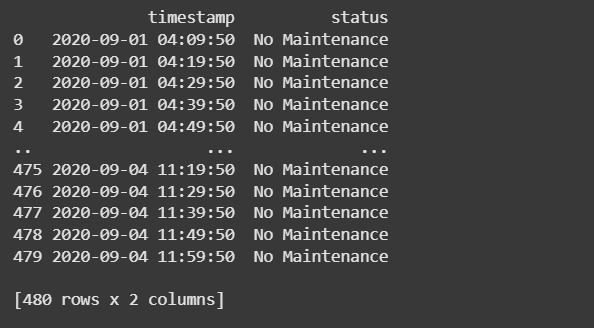 timestamp status
0 2020-09-01 04:09:50 No Maintenance
1 2020-09-01 04:19:50 No Maintenance
2 2020-09-01 04:29:50 No Maintenance
3 2020-09-01 04:39:50 No Maintenance
4 2020-09-01 04:49:50 No Maintenance
.. ... ...
475 2020-09-04 11:19:50 No Maintenance
476 2020-09-04 11:29:50 No Maintenance
477 2020-09-04 11:39:50 No Maintenance
478 2020-09-04 11:49:50 No Maintenance
479 2020-09-04 11:59:50 No Maintenance
[480 rows x 2 columns]